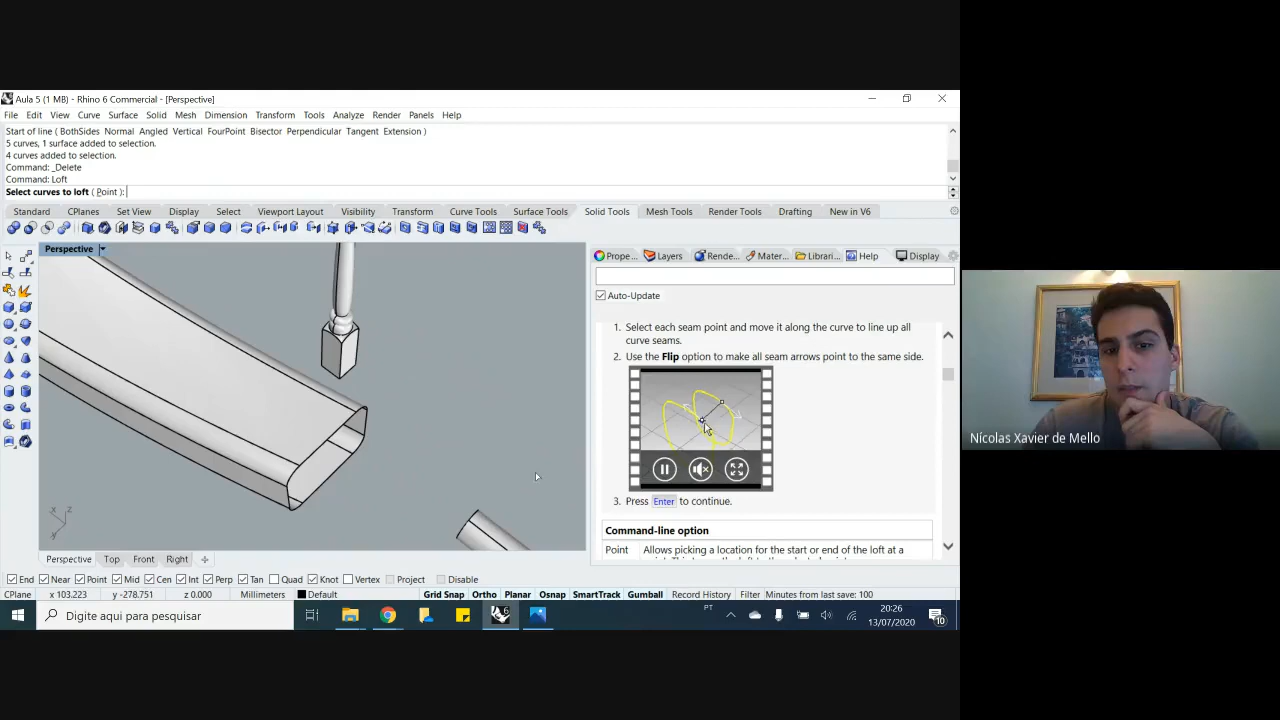 Aula 5 (1 MB) - Rhino 6 Commercial - [Perspective]
File Edit View Curve Surface Solid Mesh Dimension Transform Tools Analyze Render Panels Help
Start of line ( BothSides Normal Angled Vertical FourPoint Bisector Perpendicular Tangent Extension )
5 curves, 1 surface added to selection.
4 curves added to selection.
Command: _Delete
Command: Loft
Select curves to loft ( Point ):
Standard CPlanes Set View Display Select Viewport Layout Visibility Transform Curve Tools Surface Tools Solid Tools Mesh Tools Render Tools Drafting New in V6
Perspective
Prope... Layers Rende... Mater... Librari... Help Display
Auto-Update
1. Select each seam point and move it along the curve to line up all
curve seams.
2. Use the Flip option to make all seam arrows point to the same side.
3. Press Enter to continue.
Command-line option
Point Allows picking a location for the start or end of the loft at a
x z
y
Perspective Top Front Right
End Near Point Mid Cen Int Perp Tan Quad Knot Vertex Project Disable
CPlane x 103.223 y -278.751 z 0.000 Millimeters Default Grid Snap Ortho Planar Osnap SmartTrack Gumball Record History Filter Minutes from last save: 100
Digite aqui para pesquisar
PT
20:26
13/07/2020
10
Nícolas Xavier de Mello